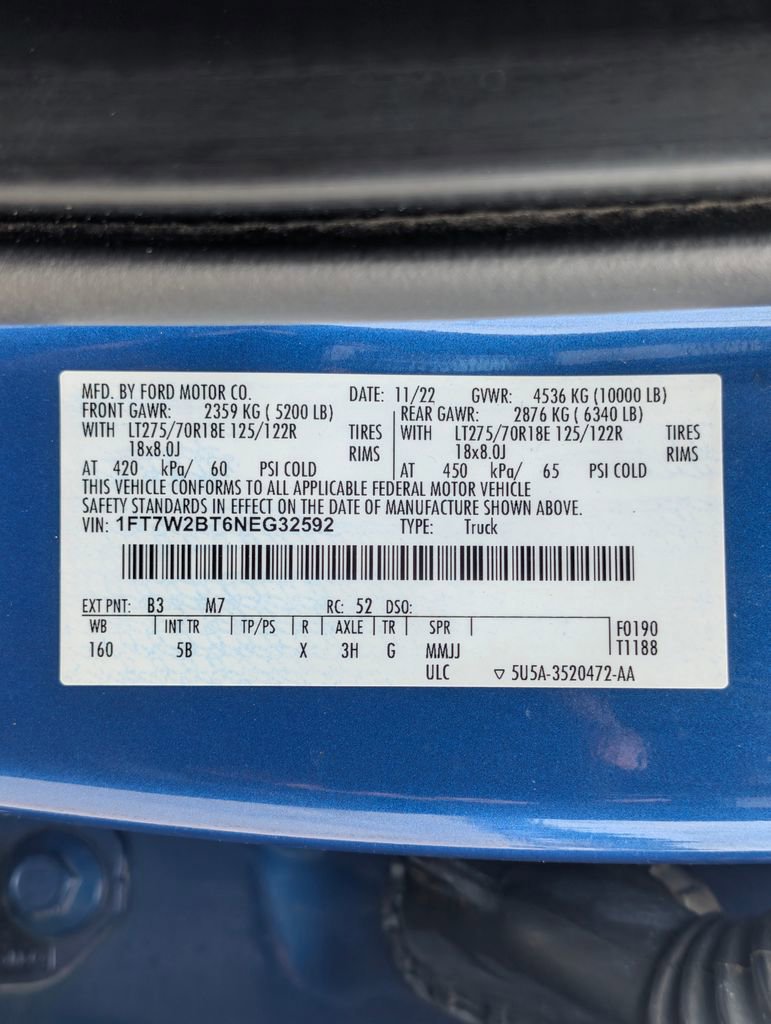 MFD. BY FORD MOTOR CO. DATE: 11/22 GVWR: 4536 KG (10000 LB)
FRONT GAWR: 2359 KG ( 5200 LB) REAR GAWR: 2876 KG ( 6340 LB)
WITH LT275/70R18E 125/122R TIRES WITH LT275/70R18E 125/122R TIRES
18x8.0J RIMS 18x8.0J RIMS
AT 420 kPa/ 60 PSI COLD AT 450 kPa/ 65 PSI COLD
THIS VEHICLE CONFORMS TO ALL APPLICABLE FEDERAL MOTOR VEHICLE
SAFETY STANDARDS IN EFFECT ON THE DATE OF MANUFACTURE SHOWN ABOVE.
VIN: 1FT7W2BT6NEG32592 TYPE: Truck
EXT PNT: B3 M7 RC: 52 DSO:
WB INT TR TP/PS R AXLE TR SPR F0190
160 5B X 3H G MMJJ T1188
ULC ▽ 5U5A-3520472-AA